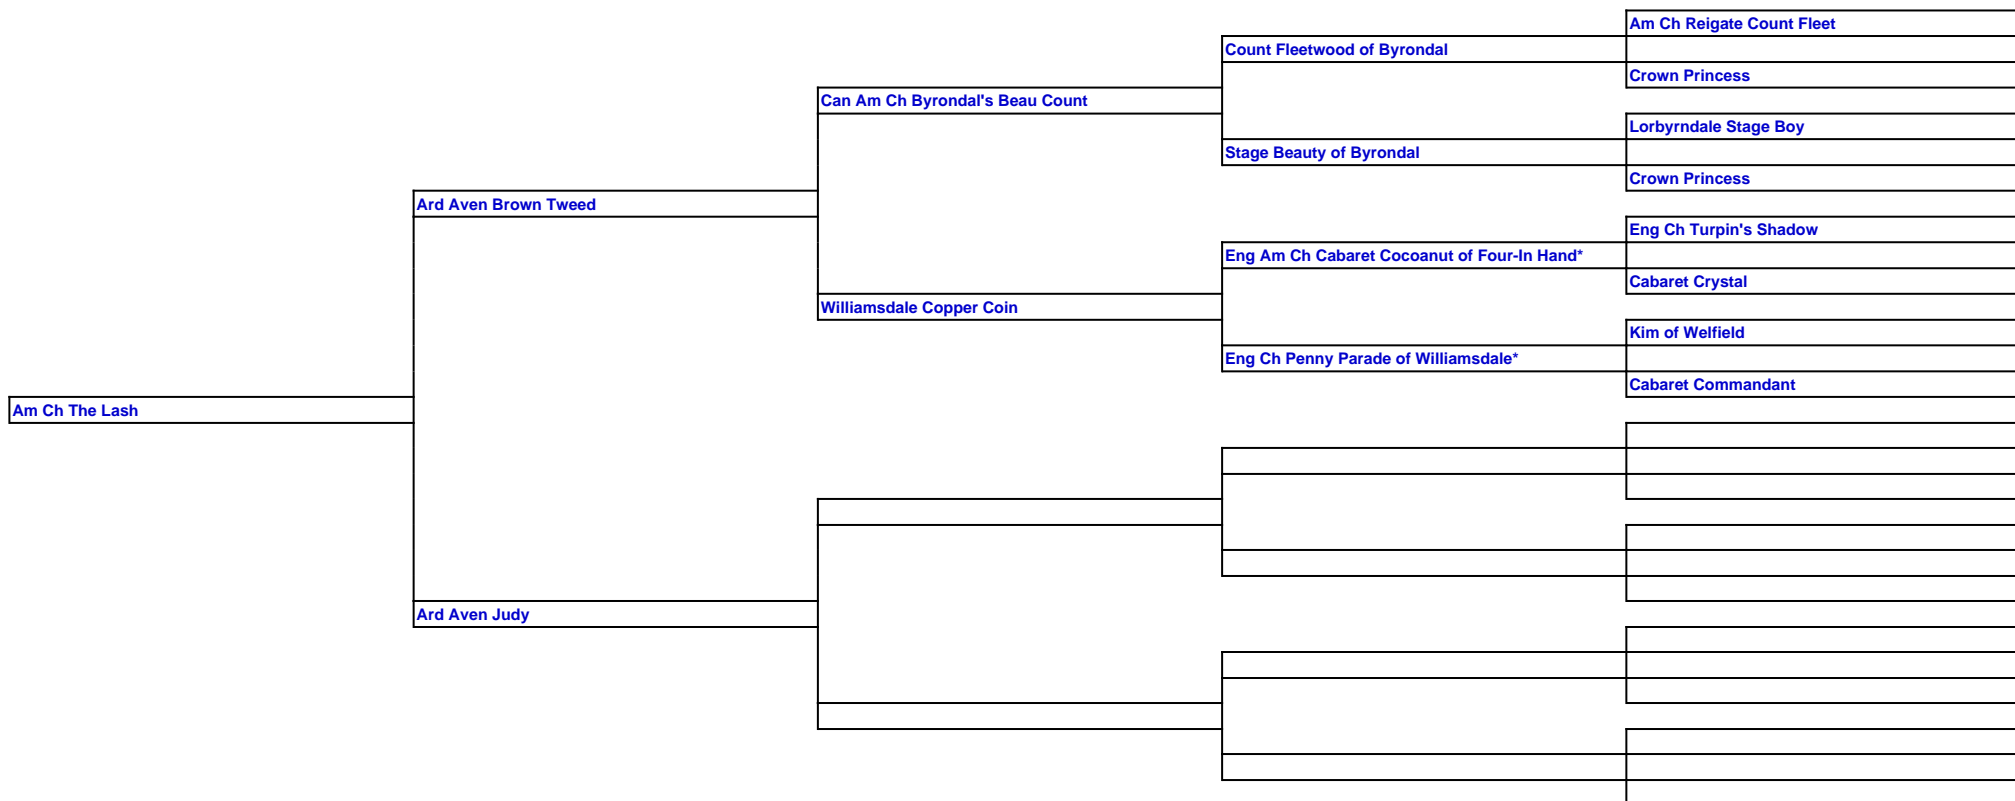 Am Ch Reigate Count Fleet
Count Fleetwood of Byrondal
Crown Princess
Can Am Ch Byrondal's Beau Count
Lorbyrndale Stage Boy
Stage Beauty of Byrondal
Crown Princess
Ard Aven Brown Tweed
Eng Ch Turpin's Shadow
Eng Am Ch Cabaret Cocoanut of Four-In Hand*
Cabaret Crystal
Williamsdale Copper Coin
Kim of Welfield
Eng Ch Penny Parade of Williamsdale*
Cabaret Commandant
Am Ch The Lash
Ard Aven Judy